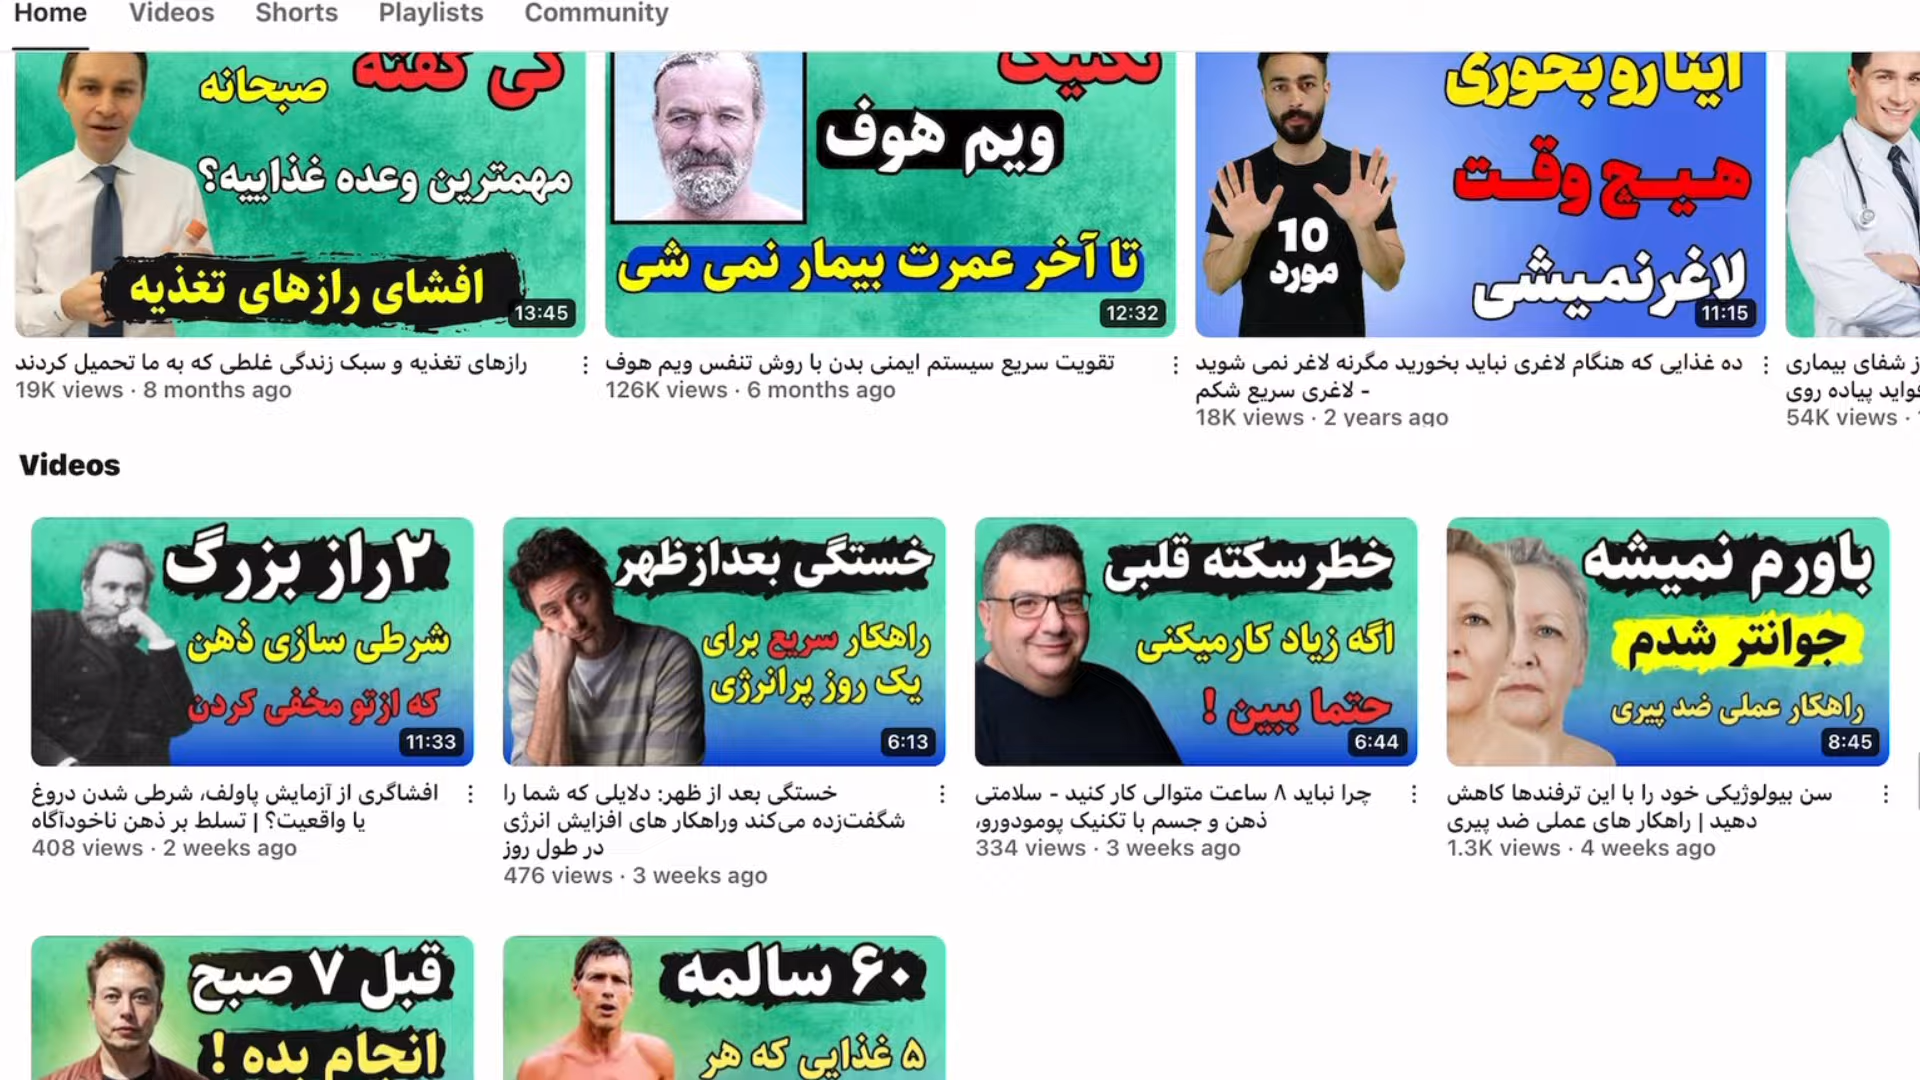 Home
Videos
Shorts
Playlists
Community
کی گفته
صبحانه
مهمترین وعده غذاییه؟
افشای رازهای تغذیه
13:45
رازهای تغذیه و سبک زندگی غلطی که به ما تحمیل کردند
19K views · 8 months ago
تکنیک
ویم هوف
تا آخر عمرت بیمار نمی شی
12:32
تقویت سریع سیستم ایمنی بدن با روش تنفس ویم هوف
126K views · 6 months ago
اینارو بخوری
هیچ وقت
لاغرنمیشی
10
مورد
11:15
ده غذایی که هنگام لاغری نباید بخورید مگرنه لاغر نمی شوید
- لاغری سریع شکم
18K views · 2 years ago
ز شفای بیماری
فواید پیاده روی
54K views ·
Videos
۲راز بزرگ
شرطی سازی ذهن
که ازتو مخفی کردن
11:33
افشاگری از آزمایش پاولف، شرطی شدن دروغ
یا واقعیت؟ | تسلط بر ذهن ناخودآگاه
408 views · 2 weeks ago
خستگی بعدازظهر
راهکار سریع برای
یک روز پرانرژی
6:13
خستگی بعد از ظهر: دلایلی که شما را
شگفت‌زده می‌کند وراهکار های افزایش انرژی
در طول روز
476 views · 3 weeks ago
خطرسکته قلبی
اگه زیاد کارمیکنی
حتما ببین !
6:44
چرا نباید ۸ ساعت متوالی کار کنید - سلامتی
ذهن و جسم با تکنیک پومودورو،
334 views · 3 weeks ago
باورم نمیشه
جوانتر شدم
راهکار عملی ضد پیری
8:45
سن بیولوژیکی خود را با این ترفندها کاهش
دهید | راهکار های عملی ضد پیری
1.3K views · 4 weeks ago
قبل ۷ صبح
انجام بده !
۶۰ سالمه
۵ غذایی که هر